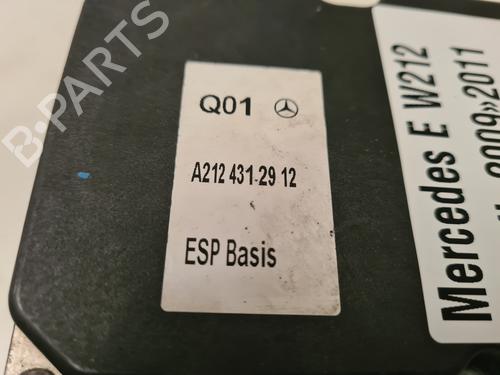 B-PARTS
Q01
A212 431 29 12
ESP Basis
Mercedes E W212
2009»2011